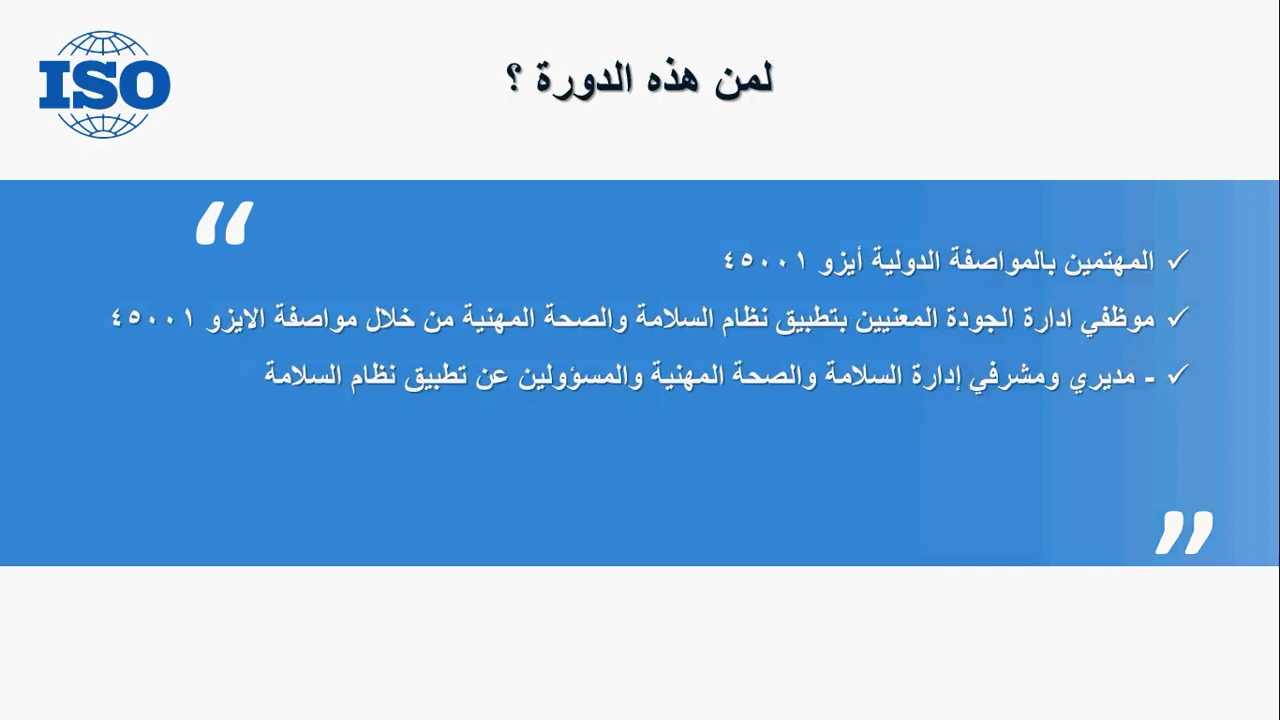 ISO
لمن هذه الدورة ؟
“
✓ المهتمين بالمواصفة الدولية أيزو ٤٥٠٠١
✓ موظفي ادارة الجودة المعنيين بتطبيق نظام السلامة والصحة المهنية من خلال مواصفة الايزو ٤٥٠٠١
✓ - مديري ومشرفي إدارة السلامة والصحة المهنية والمسؤولين عن تطبيق نظام السلامة
”